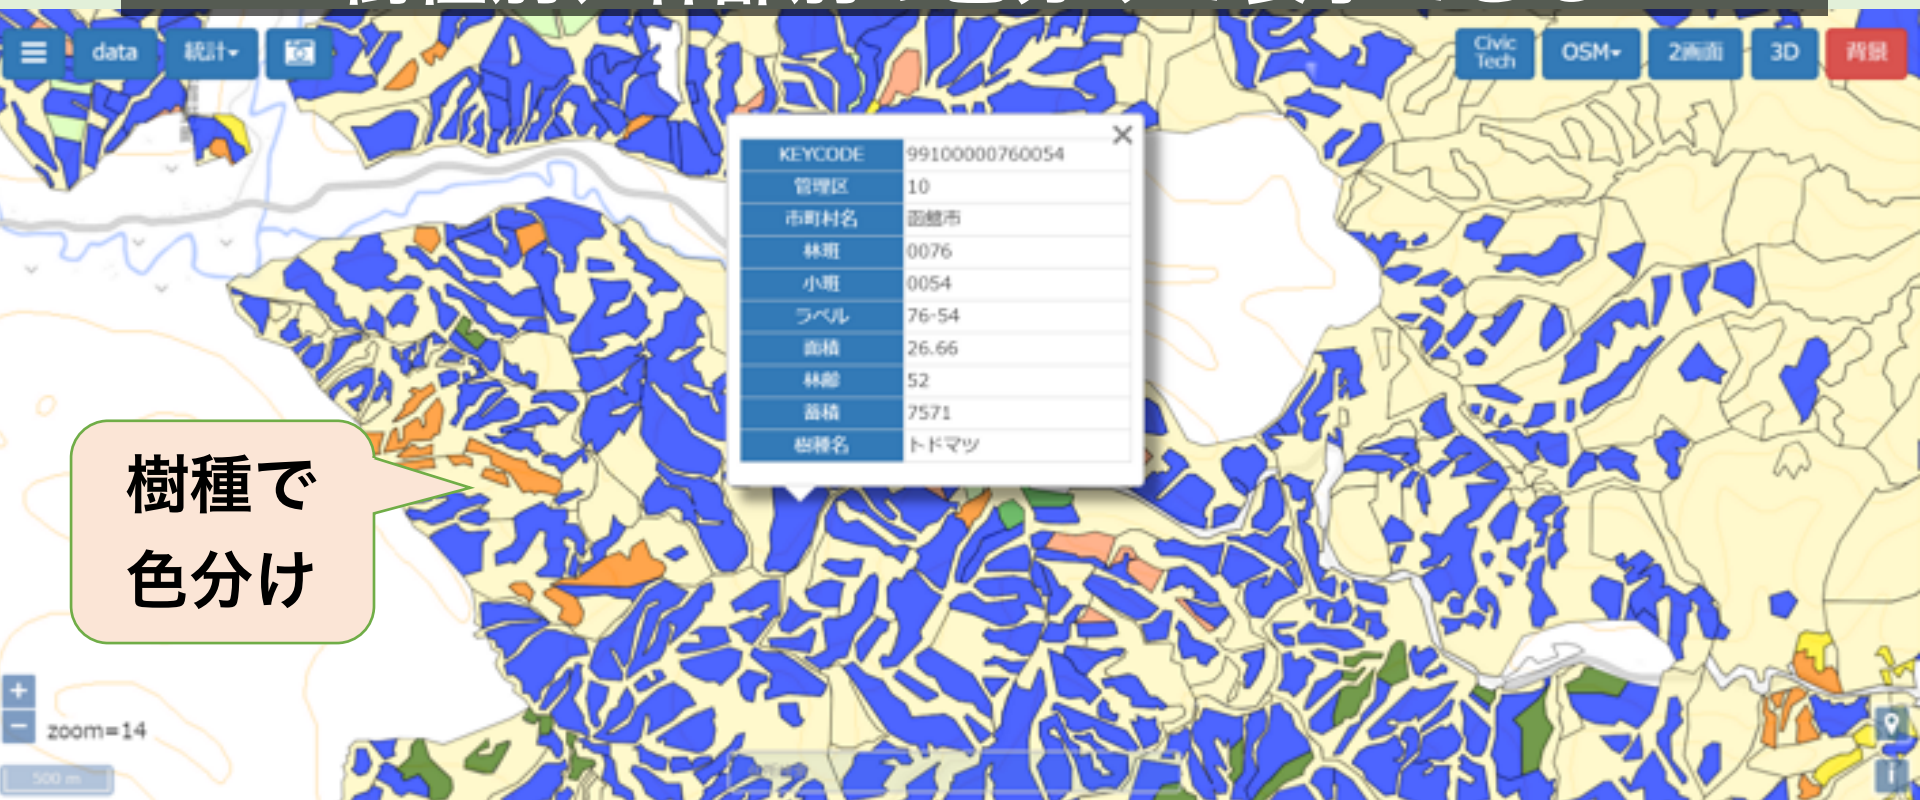 data
統計
Civic
Tech
OSM
2画面
3D
背景
KEYCODE 991000000760054
管理区 10
市町村名 函館市
林班 0076
小班 0054
ラベル 76-54
面積 26.66
林齢 52
蓄積 7571
樹種名 トドマツ
樹種で
色分け
zoom=14
500 m